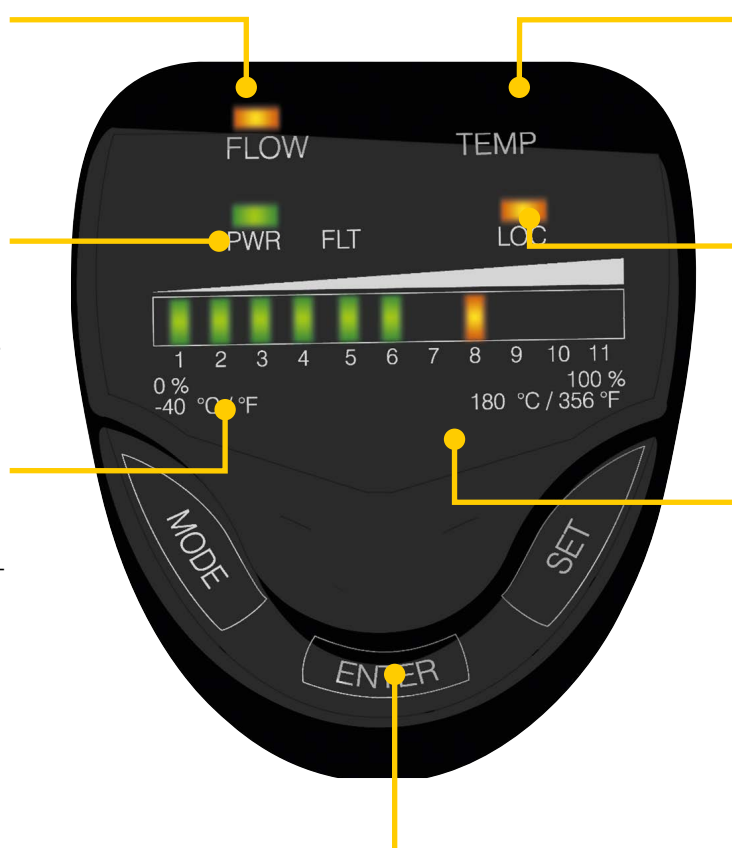 FLOW TEMP
PWR FLT LOC
1 2 3 4 5 6 7 8 9 10 11
0 % 100 %
-40 °C / °F 180 °C / 356 °F
MODE SET
ENTER